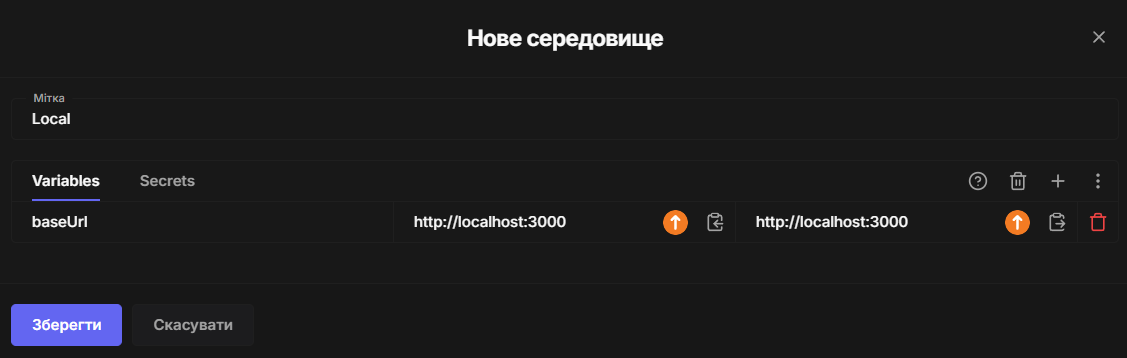 Нове середовище
Мітка
Local
Variables Secrets
baseUrl http://localhost:3000 http://localhost:3000
Зберегти Скасувати